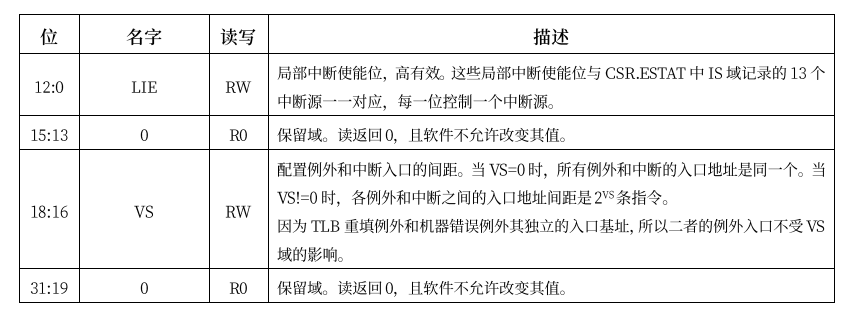 位 名字 读写 描述
12:0 LIE RW 局部中断使能位，高有效。这些局部中断使能位与 CSR.ESTAT 中 IS 域记录的 13 个
中断源一一对应，每一位控制一个中断源。
15:13 0 R0 保留域。读返回 0，且软件不允许改变其值。
18:16 VS RW 配置例外和中断入口的间距。当 VS=0 时，所有例外和中断的入口地址是同一个。当
VS!=0 时，各例外和中断之间的入口地址间距是 2^VS 条指令。
因为 TLB 重填例外和机器错误例外其独立的入口基址，所以二者的例外入口不受 VS
域的影响。
31:19 0 R0 保留域。读返回 0，且软件不允许改变其值。